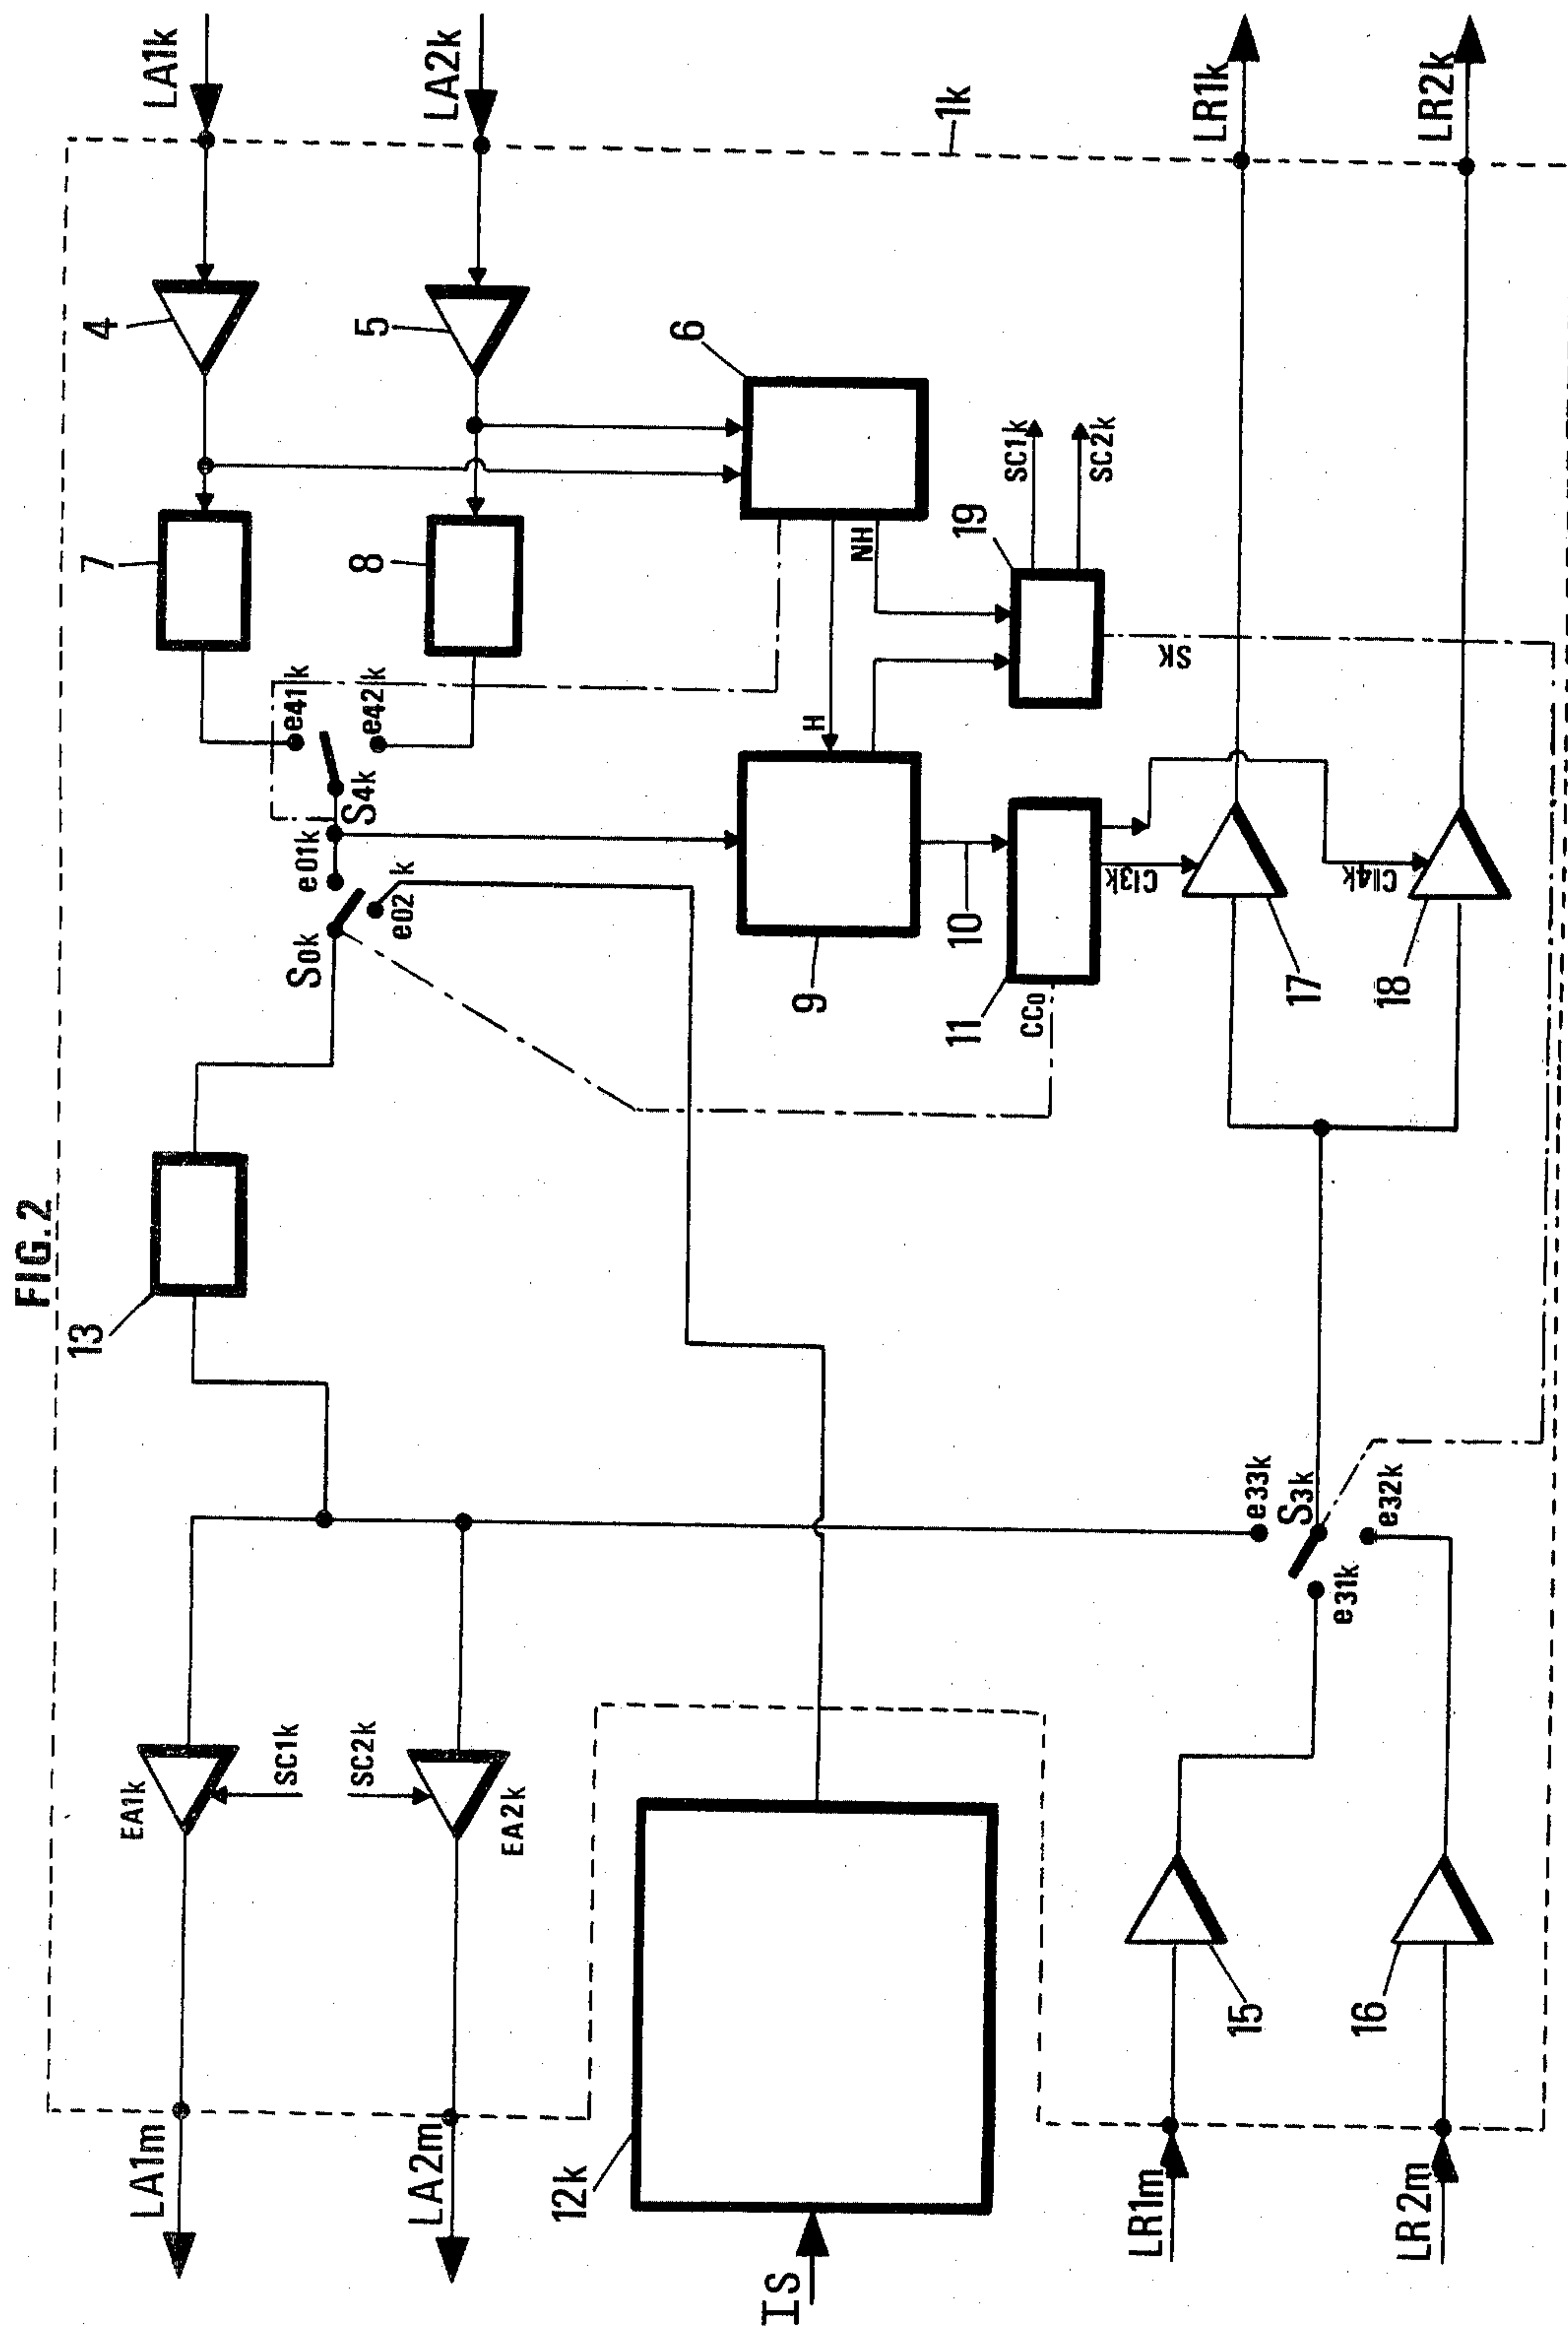 FIG.2
LA1k
LA2k
1k
LR1k
LR2k
4
5
6
7
8
e41k
e42k
S4k
e01k
e02k
S0k
H
NH
19
SC1k
SC2k
SK
9
10
11
CC0
Cl3k
Cl4k
17
18
13
e33k
S3k
e32k
e31k
EA1k
SC1k
SC2k
EA2k
LA1m
LA2m
12k
IS
15
16
LR1m
LR2m